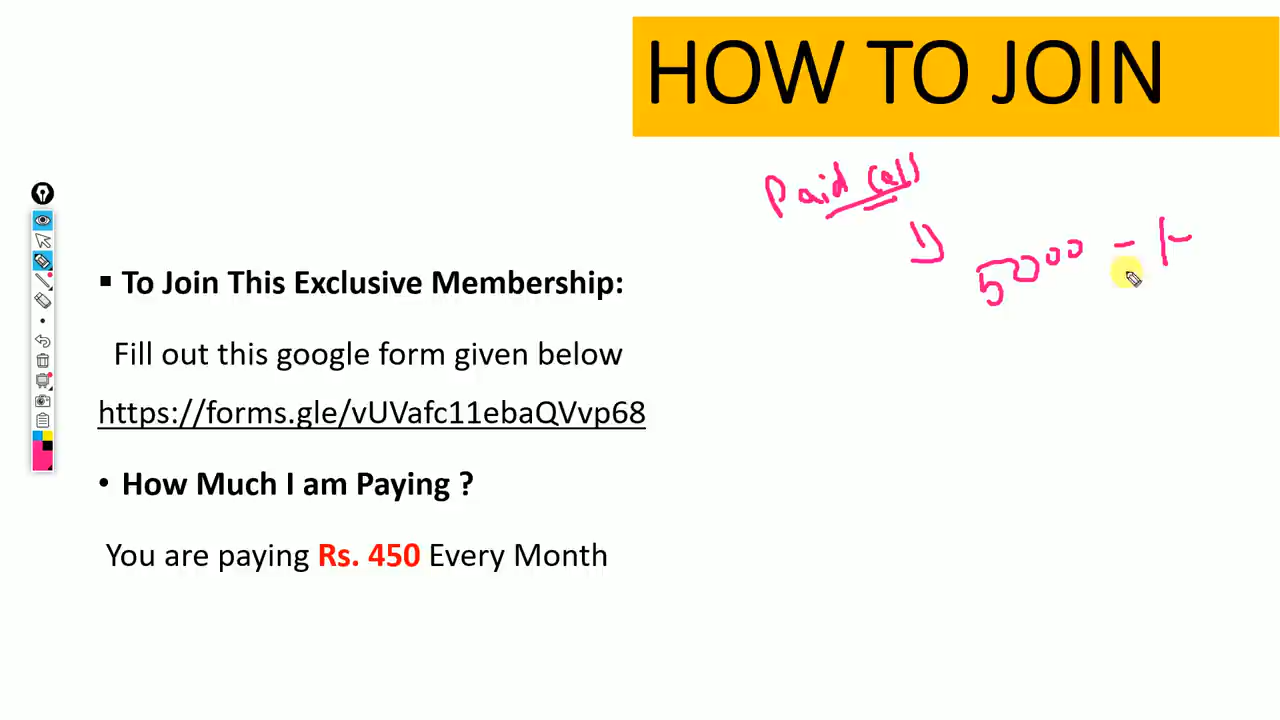 HOW TO JOIN
Paid Call
5000 -
▪ To Join This Exclusive Membership:
Fill out this google form given below
https://forms.gle/vUVafc11ebaQVvp68
• How Much I am Paying ?
You are paying Rs. 450 Every Month